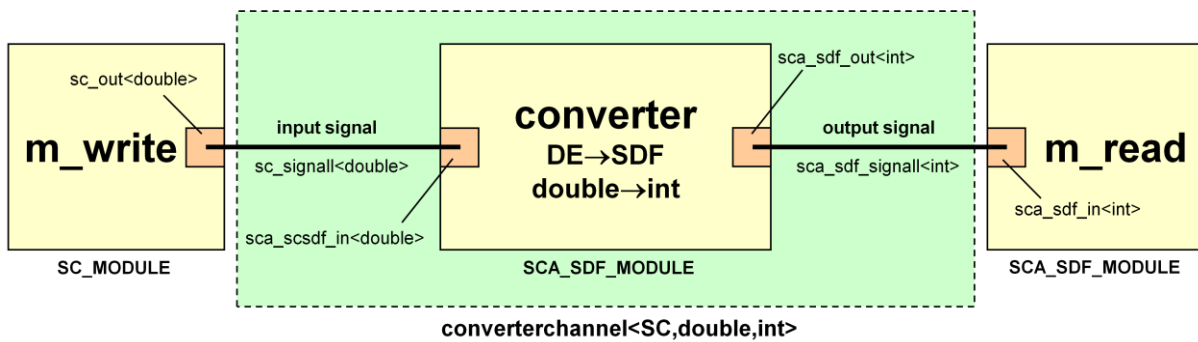 sc_out<double>
m_write
SC_MODULE
input signal
sc_signall<double>
sca_scsdf_in<double>
converter
DE→SDF
double→int
SCA_SDF_MODULE
sca_sdf_out<int>
output signal
sca_sdf_signall<int>
m_read
sca_sdf_in<int>
SCA_SDF_MODULE
converterchannel<SC,double,int>